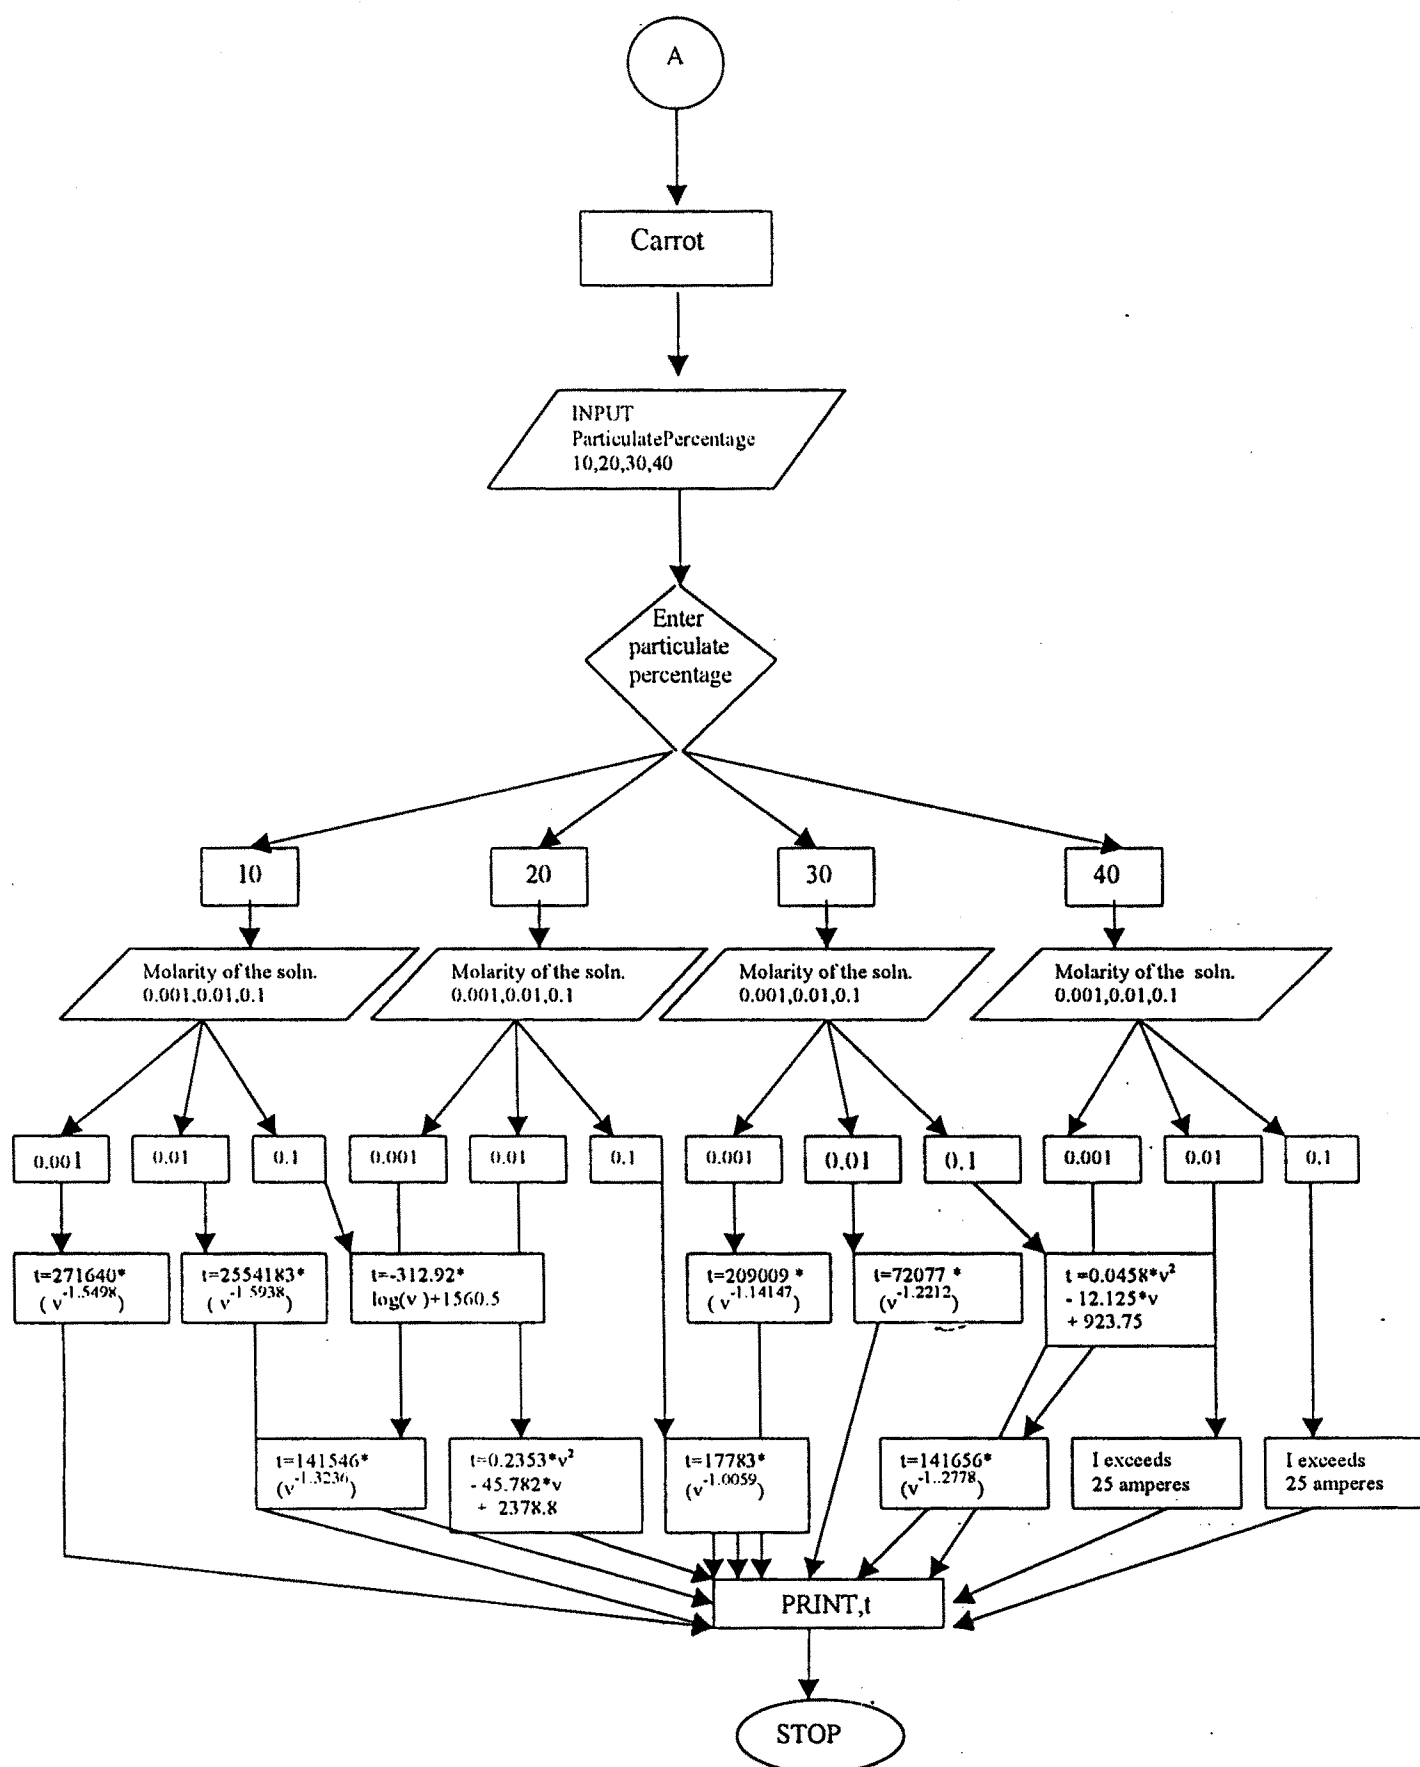 A
Carrot
INPUT
ParticulatePercentage
10,20,30,40
Enter
particulate
percentage
10
20
30
40
Molarity of the soln.
0.001,0.01,0.1
Molarity of the soln.
0.001,0.01,0.1
Molarity of the soln.
0.001,0.01,0.1
Molarity of the soln.
0.001,0.01,0.1
0.001
0.01
0.1
0.001
0.01
0.1
0.001
0.01
0.1
0.001
0.01
0.1
t=271640*
(v^-1.5498)
t=2554183*
(v^-1.5938)
t=-312.92*
log(v)+1560.5
t=209009 *
(v^-1.14147)
t=72077 *
(v^-1.2212)
t=0.0458*v²
- 12.125*v
+ 923.75
t=141546*
(v^-1.3236)
t=0.2353*v²
- 45.782*v
+ 2378.8
t=17783*
(v^-1.0059)
t=141656*
(v^-1..2778)
I exceeds
25 amperes
I exceeds
25 amperes
PRINT,t
STOP